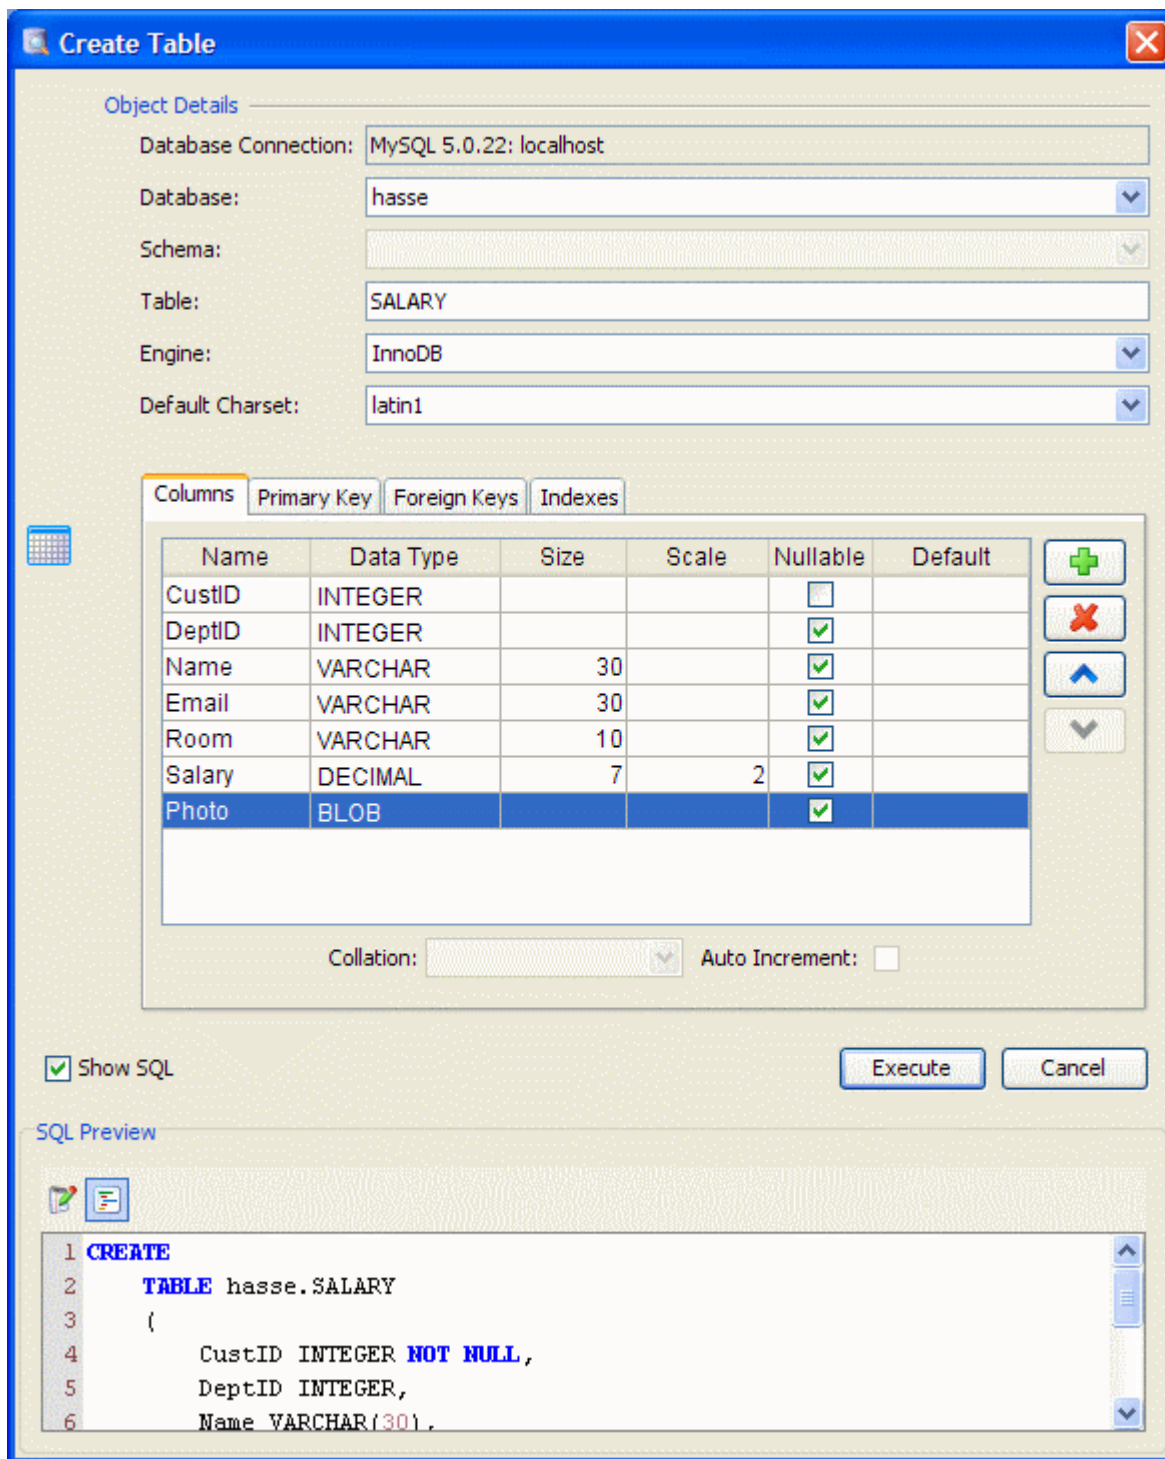 Create Table
Object Details
Database Connection: MySQL 5.0.22: localhost
Database: hasse
Schema:
Table: SALARY
Engine: InnoDB
Default Charset: latin1
Columns Primary Key Foreign Keys Indexes
Name Data Type Size Scale Nullable Default
CustID INTEGER
DeptID INTEGER
Name VARCHAR 30
Email VARCHAR 30
Room VARCHAR 10
Salary DECIMAL 7 2
Photo BLOB
Collation: Auto Increment:
Show SQL Execute Cancel
SQL Preview
1 CREATE
2 TABLE hasse.SALARY
3 (
4 CustID INTEGER NOT NULL,
5 DeptID INTEGER,
6 Name VARCHAR(30),